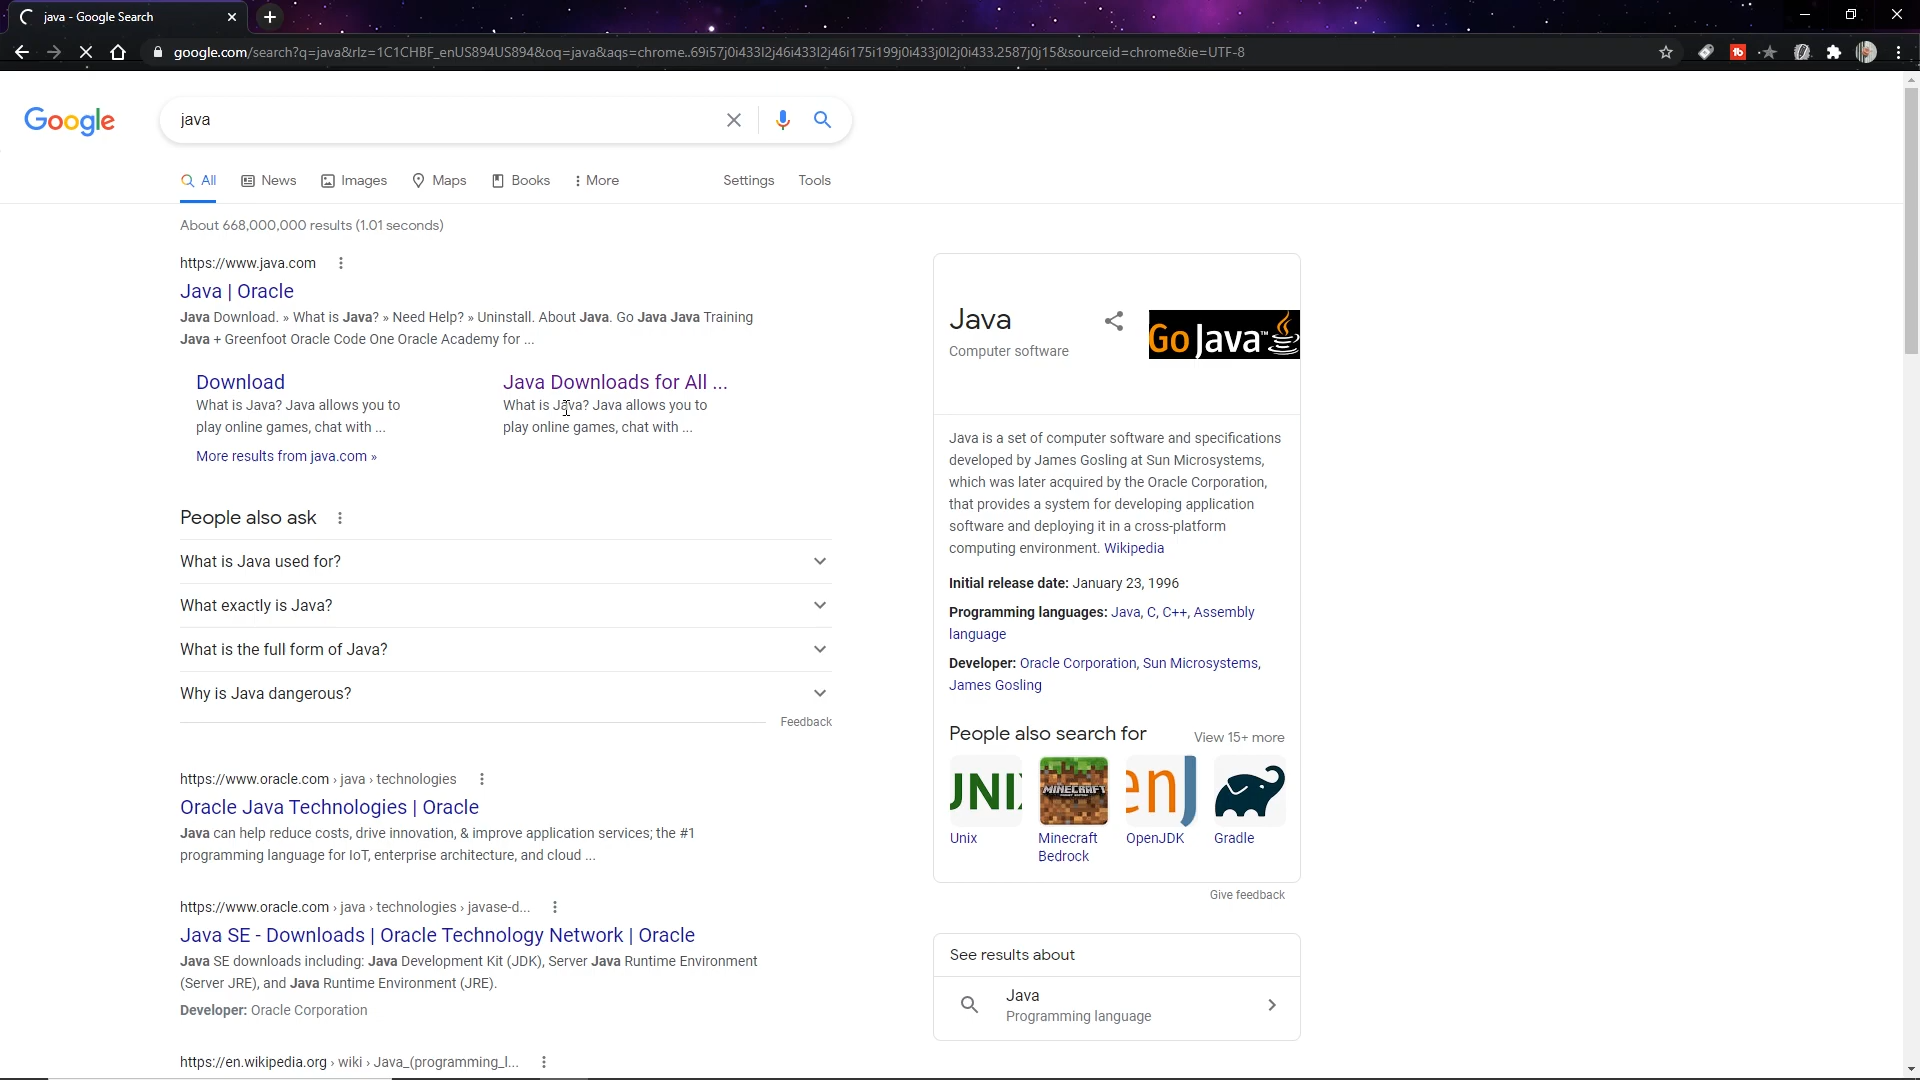 java - Google Search
google.com/search?q=java&rlz=1C1CHBF_enUS894US894&oq=java&aqs=chrome..69i57j0i433l2j46i433l2j46i175i199j0i433j0l2j0i433.2587j0j15&sourceid=chrome&ie=UTF-8
Google
java
All
News
Images
Maps
Books
More
Settings
Tools
About 668,000,000 results (1.01 seconds)
https://www.java.com
Java | Oracle
Java Download. » What is Java? » Need Help? » Uninstall. About Java. Go Java Java Training
Java + Greenfoot Oracle Code One Oracle Academy for ...
Download
What is Java? Java allows you to
play online games, chat with ...
Java Downloads for All ...
What is Java? Java allows you to
play online games, chat with ...
More results from java.com »
People also ask
What is Java used for?
What exactly is Java?
What is the full form of Java?
Why is Java dangerous?
Feedback
https://www.oracle.com › java › technologies
Oracle Java Technologies | Oracle
Java can help reduce costs, drive innovation, & improve application services; the #1
programming language for IoT, enterprise architecture, and cloud ...
https://www.oracle.com › java › technologies › javase-d...
Java SE - Downloads | Oracle Technology Network | Oracle
Java SE downloads including: Java Development Kit (JDK), Server Java Runtime Environment
(Server JRE), and Java Runtime Environment (JRE).
Developer: Oracle Corporation
https://en.wikipedia.org › wiki › Java_(programming_l...
Java
Computer software
Go Java™
Java is a set of computer software and specifications
developed by James Gosling at Sun Microsystems,
which was later acquired by the Oracle Corporation,
that provides a system for developing application
software and deploying it in a cross-platform
computing environment. Wikipedia
Initial release date: January 23, 1996
Programming languages: Java, C, C++, Assembly
language
Developer: Oracle Corporation, Sun Microsystems,
James Gosling
People also search for
View 15+ more
UNI
MINECRAFT
enJ
Unix
Minecraft
Bedrock
OpenJDK
Gradle
Give feedback
See results about
Java
Programming language